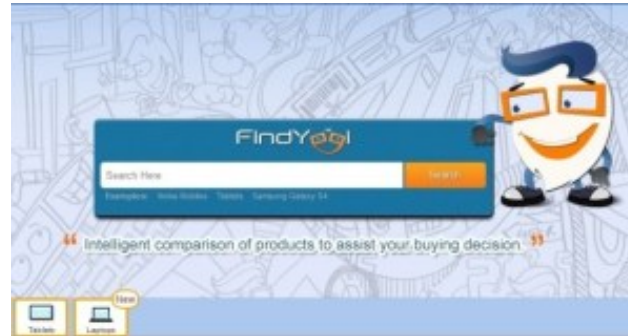 FindYogi
Search Here
Search
Examples: Nokia Mobiles Tablets Samsung Galaxy S4
“ Intelligent comparison of products to assist your buying decision. ”
New
Tablets
Laptops